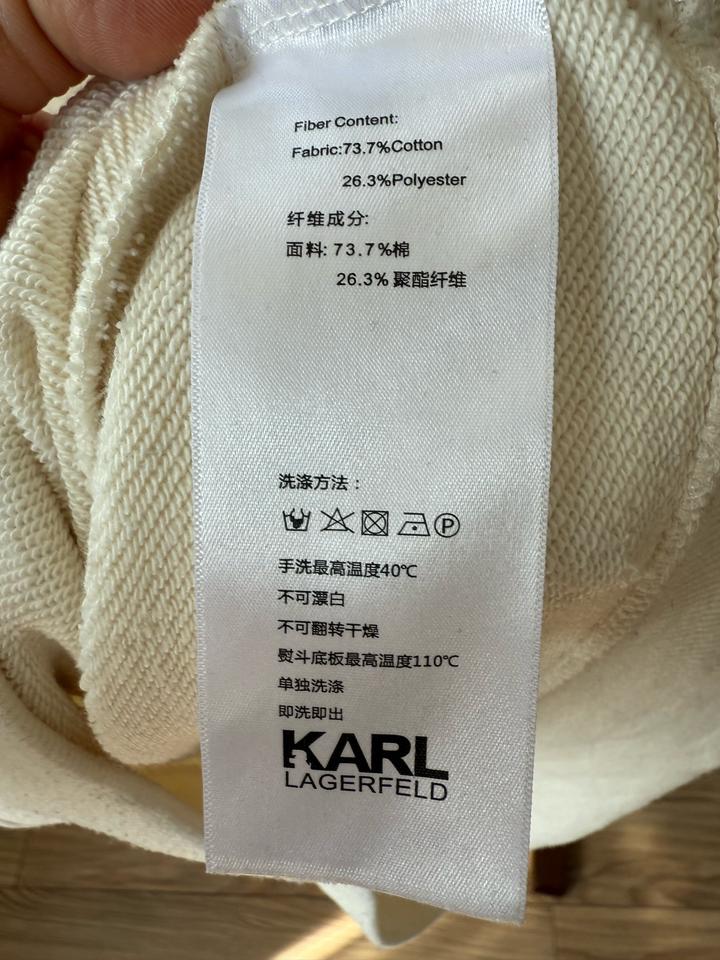 Fiber Content:
Fabric:73.7%Cotton
26.3%Polyester
纤维成分:
面料: 73.7%棉
26.3% 聚酯纤维
洗涤方法：
P
手洗最高温度40℃
不可漂白
不可翻转干燥
熨斗底板最高温度110℃
单独洗涤
即洗即出
KARL
LAGERFELD